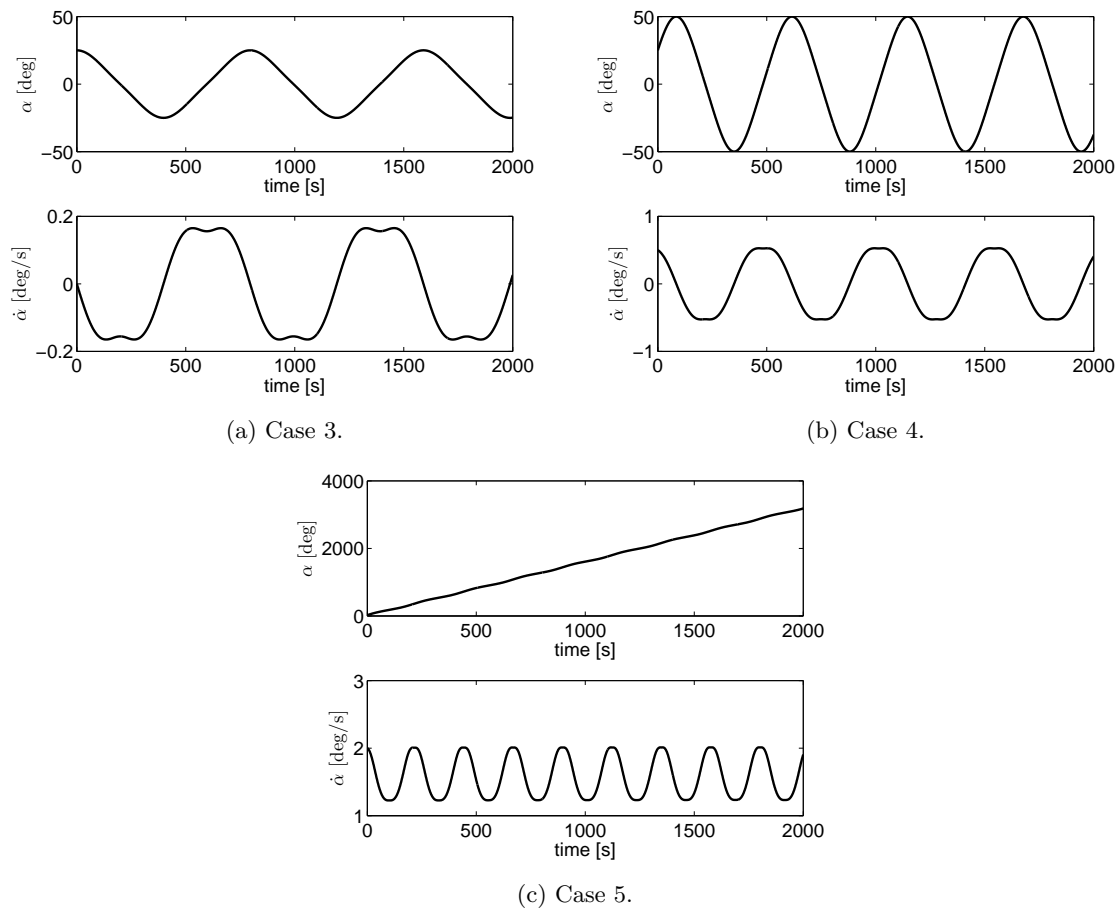 50
0
−50
α [deg]
0 500 1000 1500 2000
time [s]
0.2
0
−0.2
α̇ [deg/s]
0 500 1000 1500 2000
time [s]
(a) Case 3.
50
0
−50
α [deg]
0 500 1000 1500 2000
time [s]
1
0
−1
α̇ [deg/s]
0 500 1000 1500 2000
time [s]
(b) Case 4.
4000
2000
0
α [deg]
0 500 1000 1500 2000
time [s]
3
2
1
α̇ [deg/s]
0 500 1000 1500 2000
time [s]
(c) Case 5.